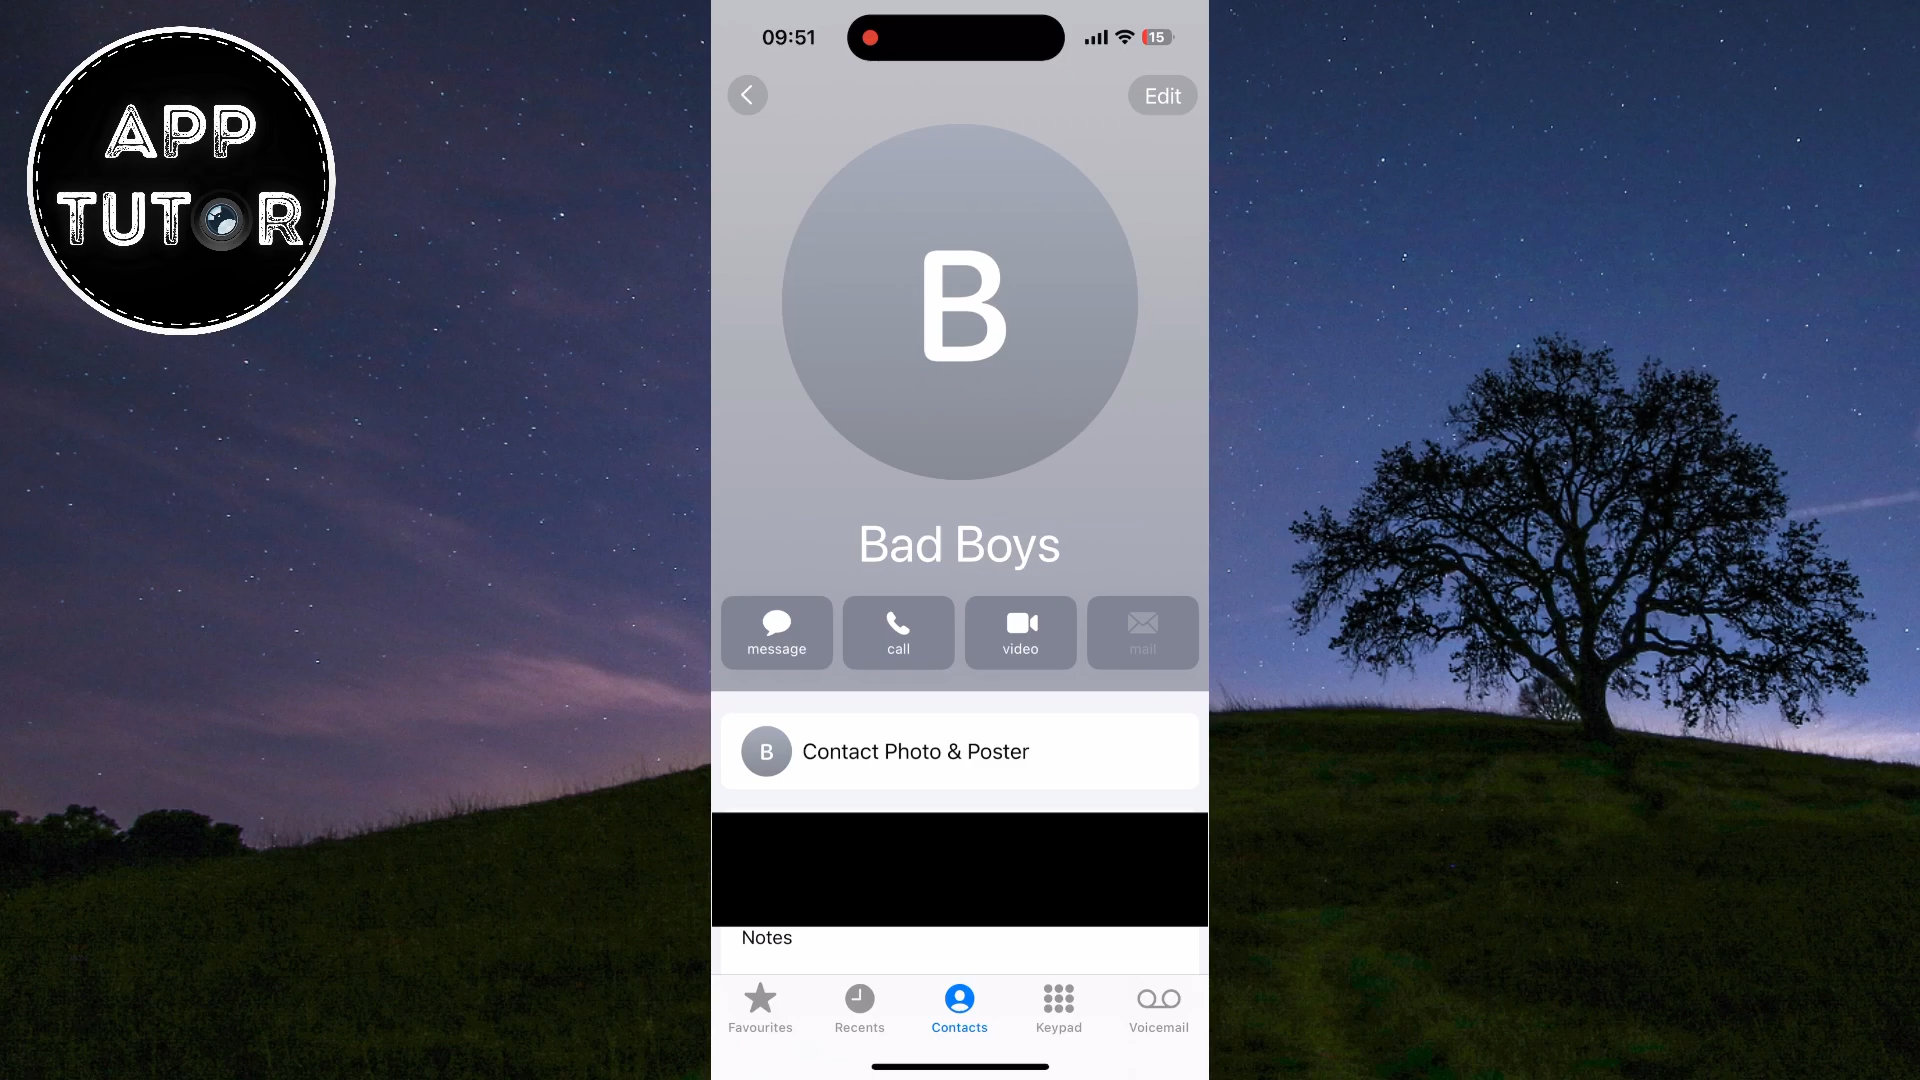 APP
TUTOR
09:51
15
Edit
B
Bad Boys
message call video mail
B Contact Photo & Poster
Notes
Favourites Recents Contacts Keypad Voicemail